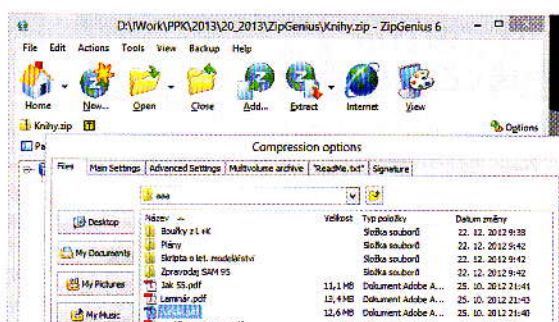 D:\!Work\PPK\2013\20_2013\ZipGenius\Knihy.zip - ZipGenius 6
File Edit Actions Tools View Backup Help
Home New... Open Close Add... Extract Internet View
Knihy.zip Options
Pa Compression options
Files Main Settings Advanced Settings Multivolume archive "ReadMe.txt" Signature
aaa
Desktop Název Velikost Typ položky Datum změny
Bouřky z L+K Složka souborů 22. 12. 2012 9:38
My Documents Plány Složka souborů 22. 12. 2012 9:42
Skripta o let. modelářství Složka souborů 22. 12. 2012 9:42
Zpravodaj SAM 95 Složka souborů 22. 12. 2012 9:42
My Pictures Jak 55.pdf 11,1 MB Dokument Adobe A... 25. 10. 2012 21:41
Laminár.pdf 13,4 MB Dokument Adobe A... 25. 10. 2012 21:43
My Music 12,6 MB Dokument Adobe A... 25. 10. 2012 21:40